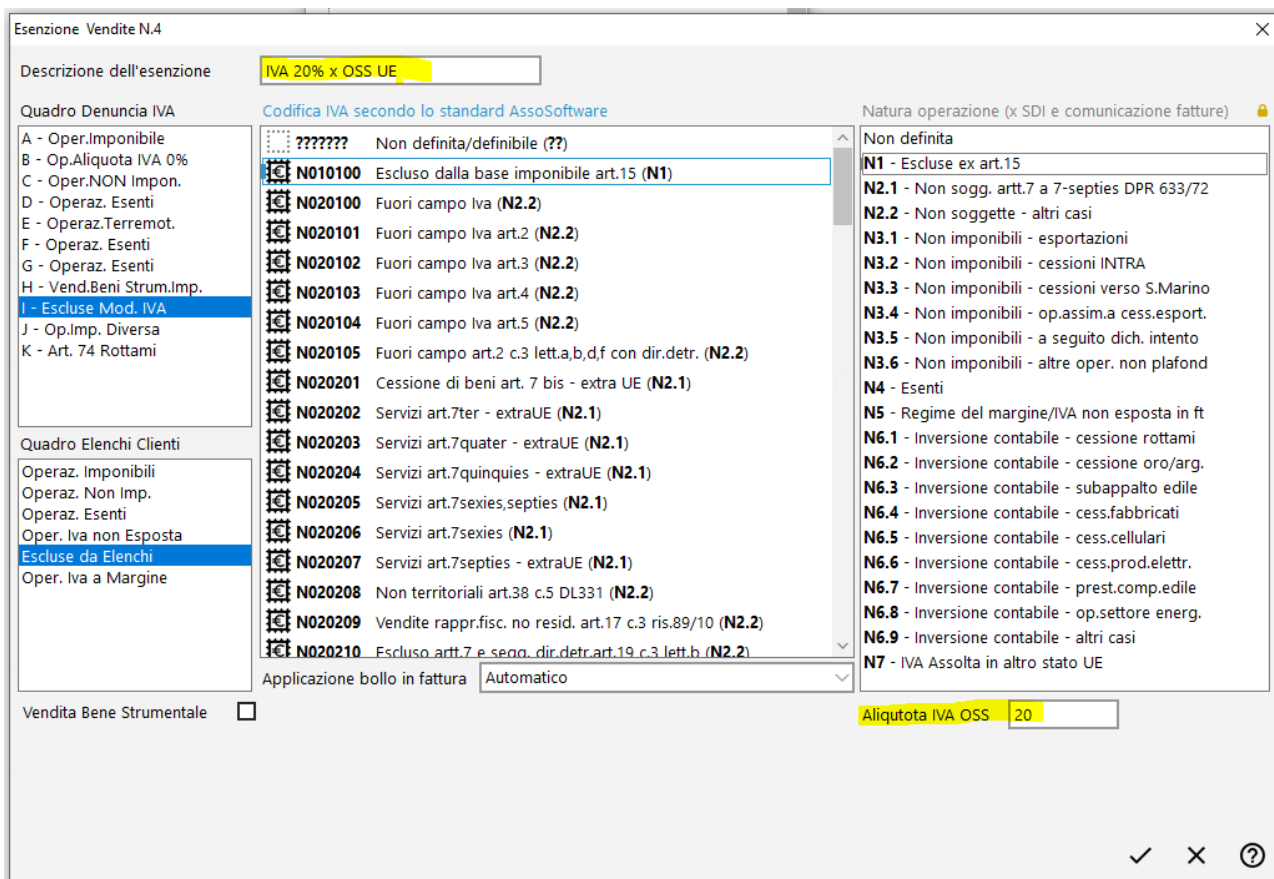 Esenzione Vendite N.4
Descrizione dell'esenzione
IVA 20% x OSS UE
Quadro Denuncia IVA
A - Oper.Imponibile
B - Op.Aliquota IVA 0%
C - Oper.NON Impon.
D - Operaz. Esenti
E - Operaz.Terremot.
F - Operaz. Esenti
G - Operaz. Esenti
H - Vend.Beni Strum.Imp.
I - Escluse Mod. IVA
J - Op.Imp. Diversa
K - Art. 74 Rottami
Quadro Elenchi Clienti
Operaz. Imponibili
Operaz. Non Imp.
Operaz. Esenti
Oper. Iva non Esposta
Escluse da Elenchi
Oper. Iva a Margine
Vendita Bene Strumentale
Codifica IVA secondo lo standard AssoSoftware
??????? Non definita/definibile (??)
N010100 Escluso dalla base imponibile art.15 (N1)
N020100 Fuori campo Iva (N2.2)
N020101 Fuori campo Iva art.2 (N2.2)
N020102 Fuori campo Iva art.3 (N2.2)
N020103 Fuori campo Iva art.4 (N2.2)
N020104 Fuori campo Iva art.5 (N2.2)
N020105 Fuori campo art.2 c.3 lett.a,b,d,f con dir.detr. (N2.2)
N020201 Cessione di beni art. 7 bis - extra UE (N2.1)
N020202 Servizi art.7ter - extraUE (N2.1)
N020203 Servizi art.7quater - extraUE (N2.1)
N020204 Servizi art.7quinquies - extraUE (N2.1)
N020205 Servizi art.7sexies,septies (N2.1)
N020206 Servizi art.7sexies (N2.1)
N020207 Servizi art.7septies - extraUE (N2.1)
N020208 Non territoriali art.38 c.5 DL331 (N2.2)
N020209 Vendite rappr.fisc. no resid. art.17 c.3 ris.89/10 (N2.2)
N020210 Escluso artt.7 e segg. dir.detr.art.19 c.3 lett.b (N2.2)
Applicazione bollo in fattura Automatico
Natura operazione (x SDI e comunicazione fatture)
Non definita
N1 - Escluse ex art.15
N2.1 - Non sogg. artt.7 a 7-septies DPR 633/72
N2.2 - Non soggette - altri casi
N3.1 - Non imponibili - esportazioni
N3.2 - Non imponibili - cessioni INTRA
N3.3 - Non imponibili - cessioni verso S.Marino
N3.4 - Non imponibili - op.assim.a cess.esport.
N3.5 - Non imponibili - a seguito dich. intento
N3.6 - Non imponibili - altre oper. non plafond
N4 - Esenti
N5 - Regime del margine/IVA non esposta in ft
N6.1 - Inversione contabile - cessione rottami
N6.2 - Inversione contabile - cessione oro/arg.
N6.3 - Inversione contabile - subappalto edile
N6.4 - Inversione contabile - cess.fabbricati
N6.5 - Inversione contabile - cess.cellulari
N6.6 - Inversione contabile - cess.prod.elettr.
N6.7 - Inversione contabile - prest.comp.edile
N6.8 - Inversione contabile - op.settore energ.
N6.9 - Inversione contabile - altri casi
N7 - IVA Assolta in altro stato UE
Aliqutota IVA OSS 20